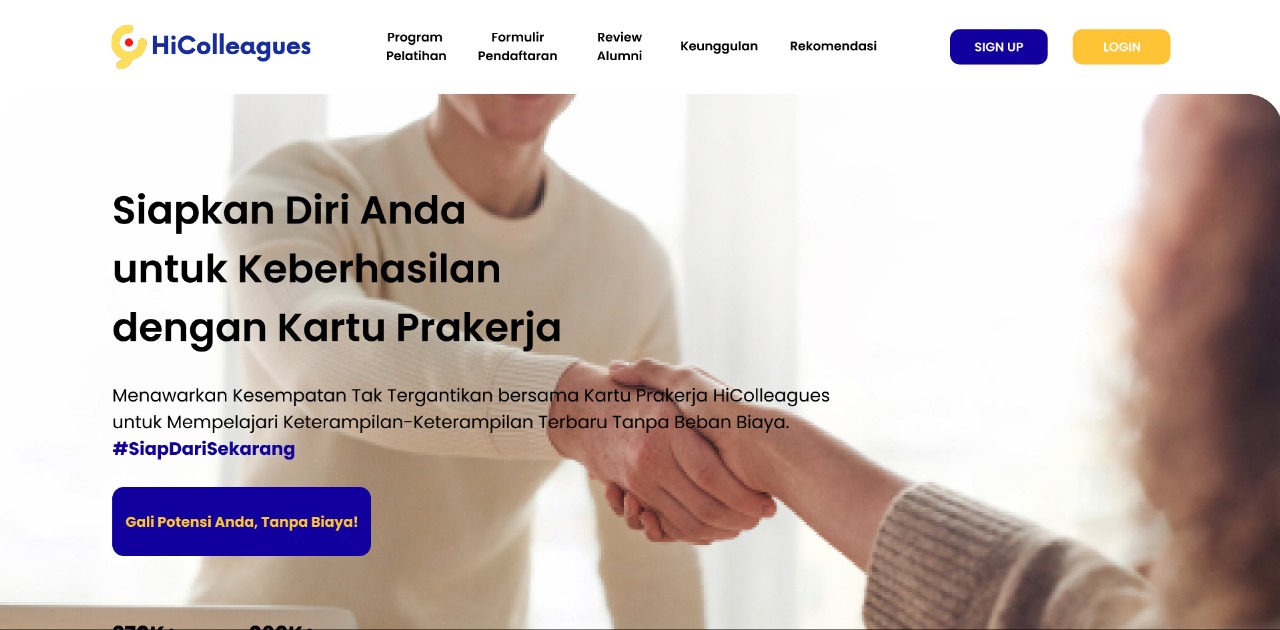 HiColleagues
Program
Pelatihan
Formulir
Pendaftaran
Review
Alumni
Keunggulan
Rekomendasi
SIGN UP
LOGIN
Siapkan Diri Anda
untuk Keberhasilan
dengan Kartu Prakerja
Menawarkan Kesempatan Tak Tergantikan bersama Kartu Prakerja HiColleagues
untuk Mempelajari Keterampilan-Keterampilan Terbaru Tanpa Beban Biaya.
#SiapDariSekarang
Gali Potensi Anda, Tanpa Biaya!